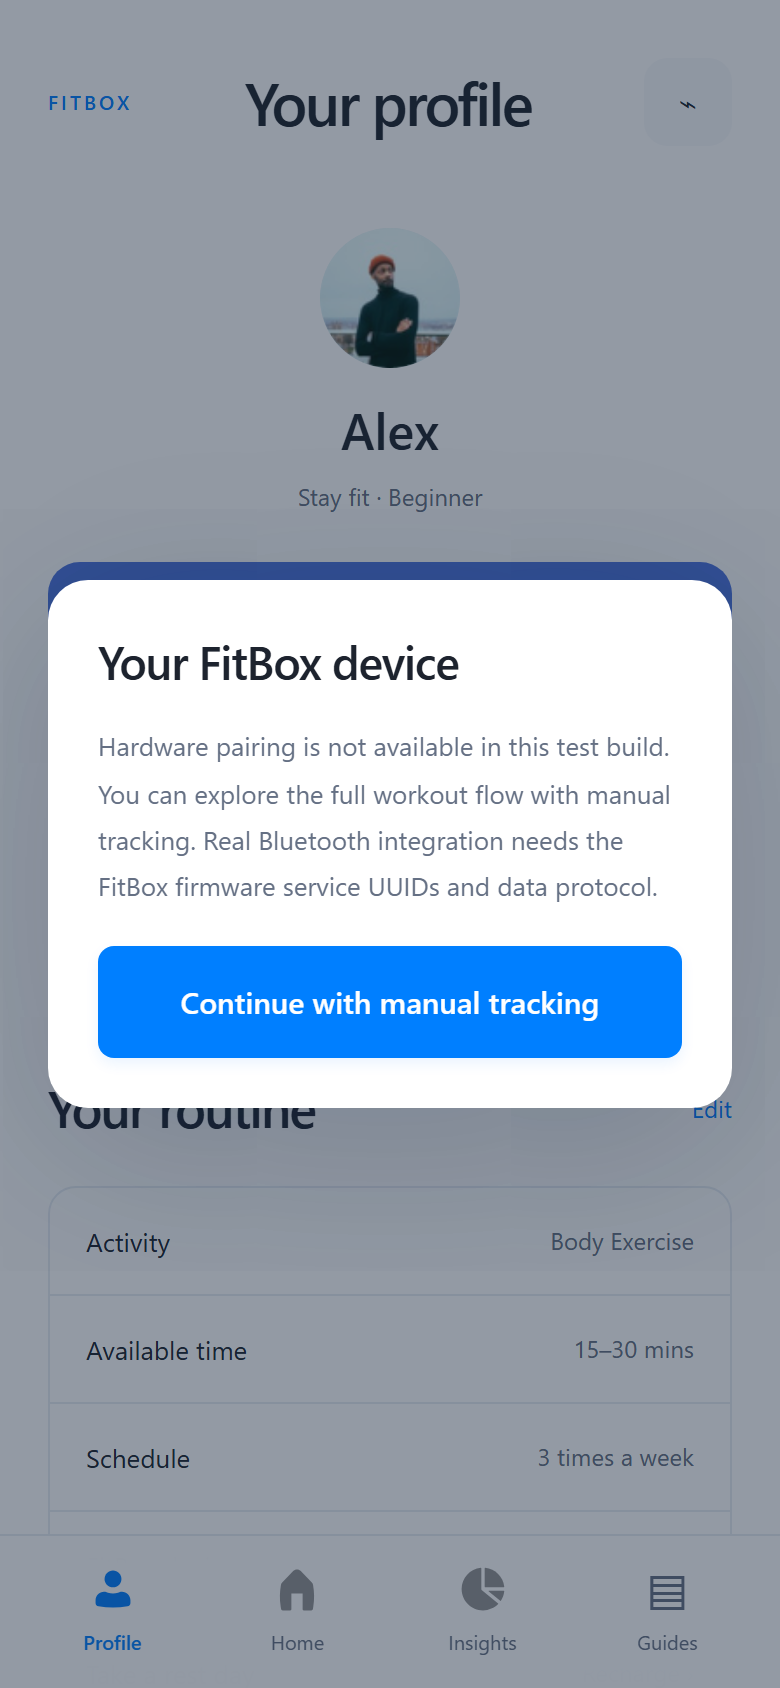 FITBOX
Your profile
Alex
Stay fit · Beginner
Your FitBox device
Hardware pairing is not available in this test build.
You can explore the full workout flow with manual
tracking. Real Bluetooth integration needs the
FitBox firmware service UUIDs and data protocol.
Continue with manual tracking
Your routine
Edit
Activity
Body Exercise
Available time
15–30 mins
Schedule
3 times a week
Profile
Home
Insights
Guides